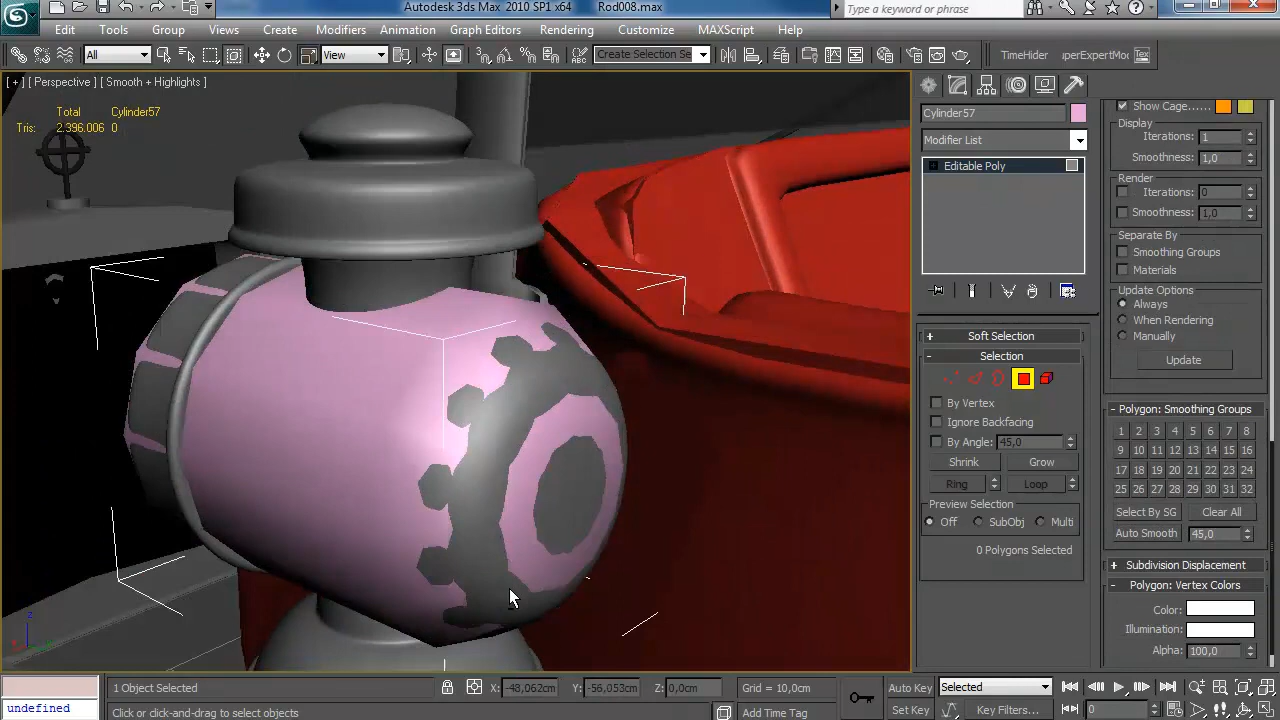 Autodesk 3ds Max 2010 SP1 x64 Rod008.max
Type a keyword or phrase
Edit Tools Group Views Create Modifiers Animation Graph Editors Rendering Customize MAXScript Help
All View Create Selection Se TimeHider perExpertMod Tex
[ + ] [ Perspective ] [ Smooth + Highlights ]
Total Cylinder57
Tris: 2.396.006 0
Cylinder57
Modifier List
Editable Poly
Soft Selection
Selection
By Vertex
Ignore Backfacing
By Angle: 45,0
Shrink Grow
Ring Loop
Preview Selection
Off SubObj Multi
0 Polygons Selected
Show Cage......
Display
Iterations: 1
Smoothness: 1,0
Render
Iterations: 0
Smoothness: 1,0
Separate By
Smoothing Groups
Materials
Update Options
Always
When Rendering
Manually
Update
Polygon: Smoothing Groups
1 2 3 4 5 6 7 8
9 10 11 12 13 14 15 16
17 18 19 20 21 22 23 24
25 26 27 28 29 30 31 32
Select By SG Clear All
Auto Smooth 45,0
Subdivision Displacement
Polygon: Vertex Colors
Color:
Illumination:
Alpha: 100,0
z
undefined
1 Object Selected X: -48,062cm Y: -56,053cm Z: 0,0cm Grid = 10,0cm
Click or click-and-drag to select objects Add Time Tag
Auto Key Selected
Set Key Key Filters... 0